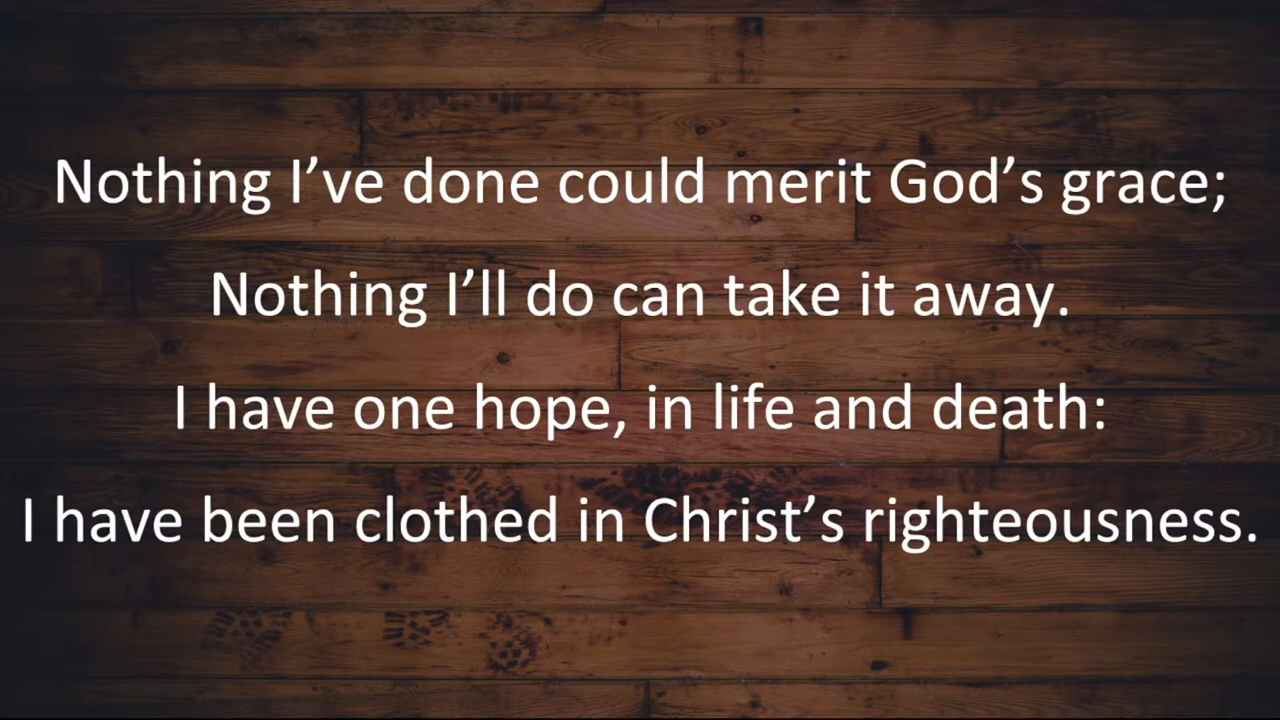 Nothing I’ve done could merit God’s grace;
Nothing I’ll do can take it away.
I have one hope, in life and death:
I have been clothed in Christ’s righteousness.